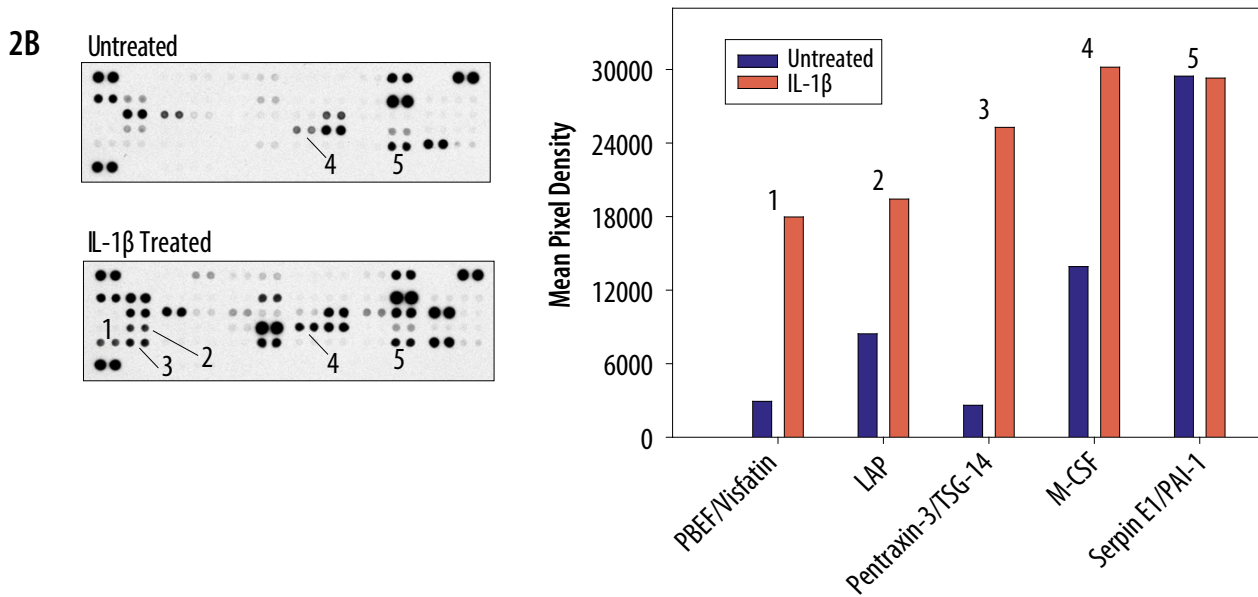 2B
Untreated
4
5
IL-1β Treated
1
2
3
4
5
Mean Pixel Density
30000
24000
18000
12000
6000
0
Untreated
IL-1β
1
2
3
4
5
PBEF/Visfatin
LAP
Pentraxin-3/TSG-14
M-CSF
Serpin E1/PAI-1